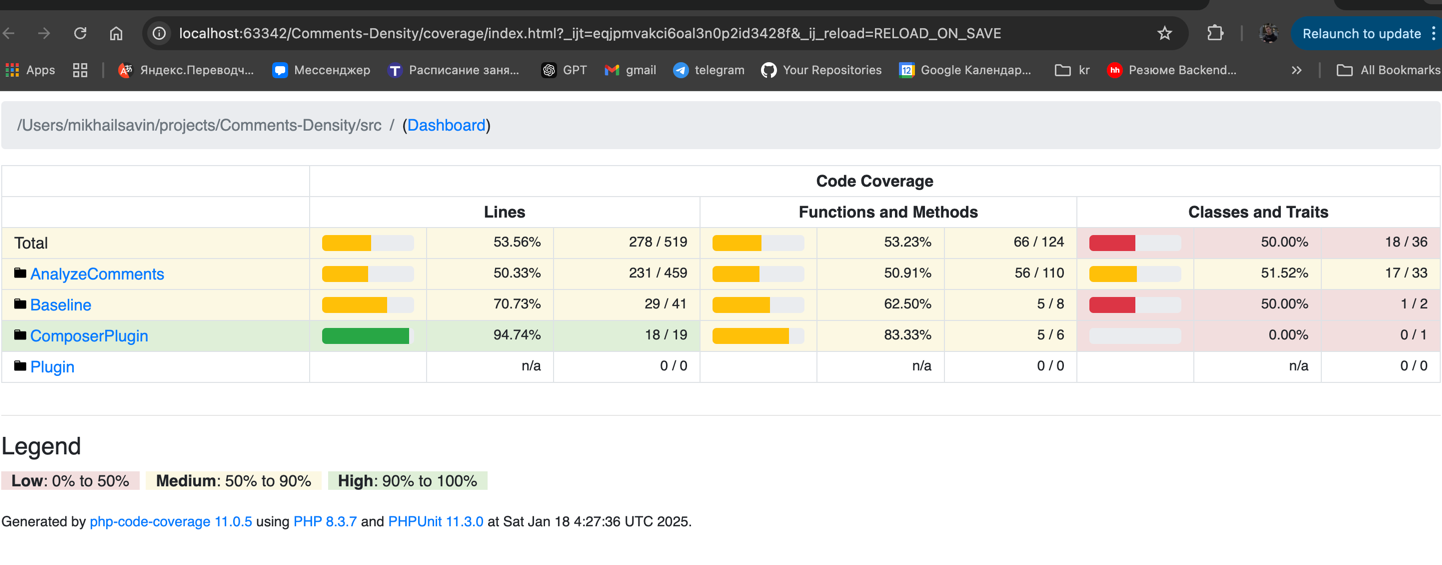 localhost:63342/Comments-Density/coverage/index.html?_ijt=eqjpmvakci6oal3n0p2id3428f&_ij_reload=RELOAD_ON_SAVE Relaunch to update
Apps Яндекс.Переводч... Мессенджер Расписание заня... GPT gmail telegram Your Repositories Google Календар... kr Резюме Backend... » All Bookmarks
/Users/mikhailsavin/projects/Comments-Density/src / (Dashboard)
Code Coverage
Lines Functions and Methods Classes and Traits
Total 53.56% 278 / 519 53.23% 66 / 124 50.00% 18 / 36
AnalyzeComments 50.33% 231 / 459 50.91% 56 / 110 51.52% 17 / 33
Baseline 70.73% 29 / 41 62.50% 5 / 8 50.00% 1 / 2
ComposerPlugin 94.74% 18 / 19 83.33% 5 / 6 0.00% 0 / 1
Plugin n/a 0 / 0 n/a 0 / 0 n/a 0 / 0
Legend
Low: 0% to 50% Medium: 50% to 90% High: 90% to 100%
Generated by php-code-coverage 11.0.5 using PHP 8.3.7 and PHPUnit 11.3.0 at Sat Jan 18 4:27:36 UTC 2025.